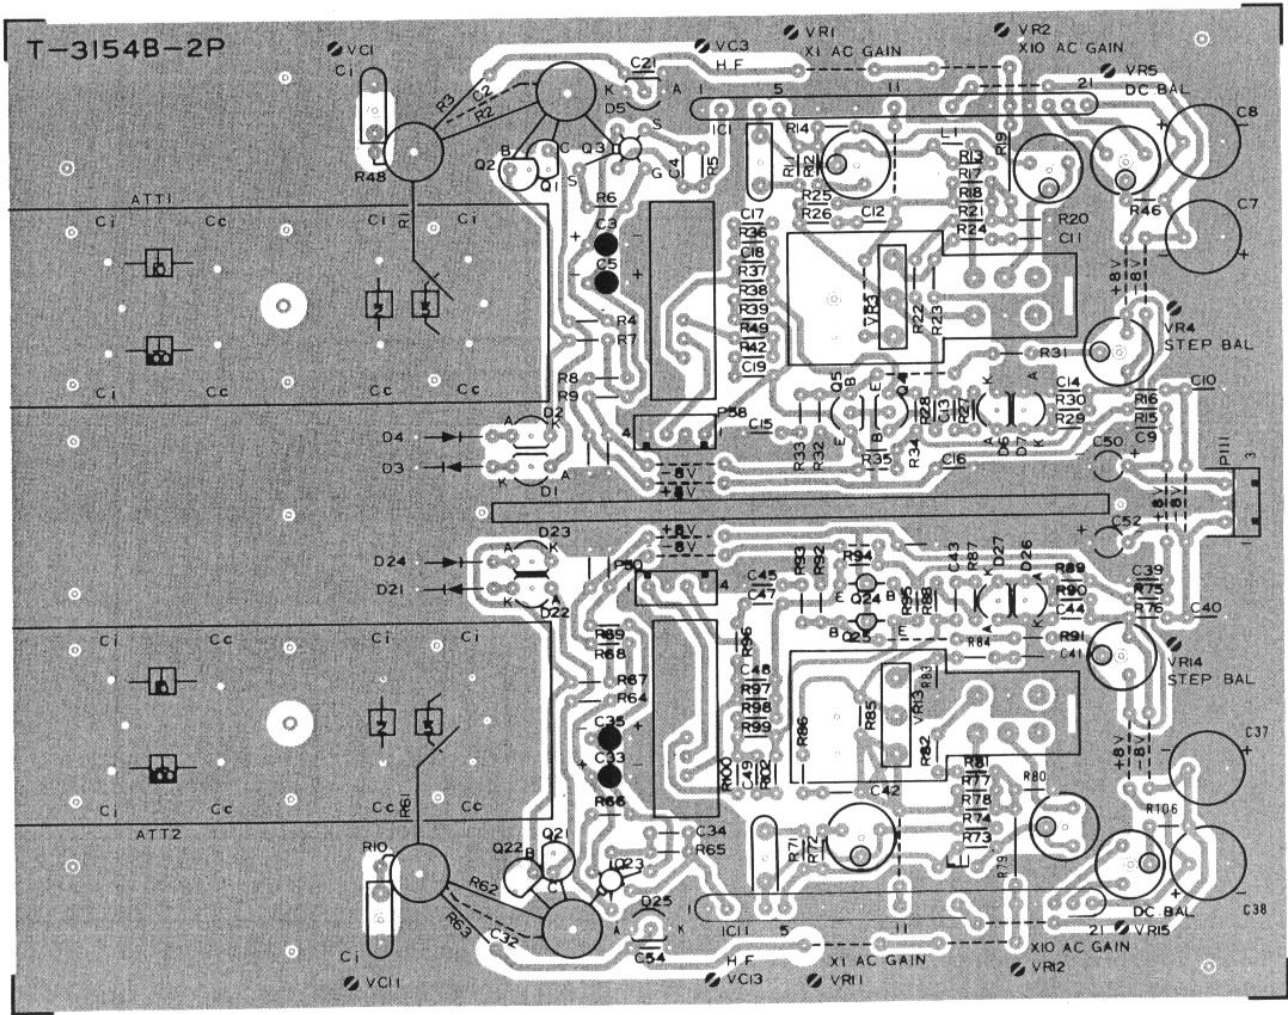 T-3154B-2P
VC1
Ci
VC3
H F
VR1
X1 AC GAIN
VR2
X10 AC GAIN
VR5
DC BAL
C21
K A
D5
R3
C2
R2
1 5 11 21
IC1
C8
+
R48
Q2 B C Q1
Q3
S
S G
C4
R5
R14
R11
R12
L1
R13
R19
R17
R18
R21
R24
R25
R26
C12
R20
C11
R46
C7
+
ATT1
Ci Cc Ci Ci
R1
R6
C3
+ -
C5
- +
C17
R36
C18
R37
R38
R39
R49
R42
C19
VR3
R22
R23
+8V
-8V
VR4
STEP BAL
R4
R7
R31
R8
R9
2
Ci Cc Cc Cc
Q5 B
E Q4
K A
C14
R30
R29
C10
R16
R15
C9
D4
D3
A D2
K
K D1
A
4
P58
1
C15
R33
R32
E
B
R35
R34
R28
C13
R27
A D6
D7 K
C16
C50
+
P111
3
-8V
+8V
+8V
-8V
+8V
-8V
C52
+
D24
D21
A D23
K
K
D22
A
P50
1 4
C45
C47
R93
R92
R94
E Q24 B
B Q25 E
R95
R88
C43
R87
K D27
D26
A
A
K
R89
R90
C44
C39
R75
R76
C40
R91
C41
R84
R69
R68
R96
VR14
STEP BAL
Ci Cc Ci Cc
R67
R64
C48
R97
R98
R99
R86
R85
VR13
R83
R82
2
C35
- +
C33
+ -
R66
R100
C49
R102
C42
R81
R77
R78
R74
R73
R80
+8V
-8V
C37
+
R106
Ci Cc Cc Cc
R61
ATT2
R10
Q22 B
Q21
C
Q23
C34
R65
R71
R72
R79
R62
R63
C32
D25
A K
C54
1
IC11
5 11 21
DC BAL
VR15
+
C38
Ci
VC11
H F
VC13
X1 AC GAIN
VR11
X10 AC GAIN
VR12